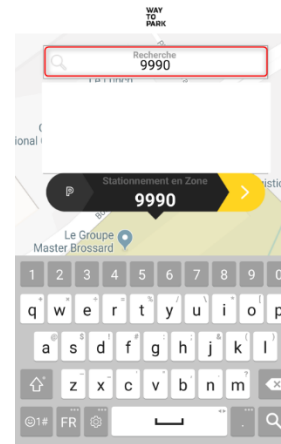 WAY
TO
PARK
Recherche
9990
Stationnement en Zone
9990
Le Groupe
Master Brossard
1 2 3 4 5 6 7 8 9 0
q w e r t y u i o p
a s d f g h j k l
z x c v b n m
1# FR .